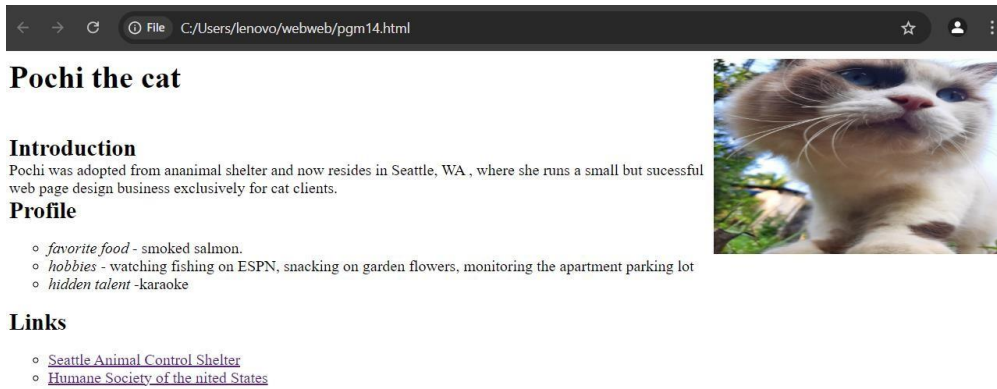 File C:/Users/lenovo/webweb/pgm14.html
Pochi the cat
Introduction
Pochi was adopted from ananimal shelter and now resides in Seattle, WA , where she runs a small but sucessful
web page design business exclusively for cat clients.
Profile
favorite food - smoked salmon.
hobbies - watching fishing on ESPN, snacking on garden flowers, monitoring the apartment parking lot
hidden talent -karaoke
Links
Seattle Animal Control Shelter
Humane Society of the nited States